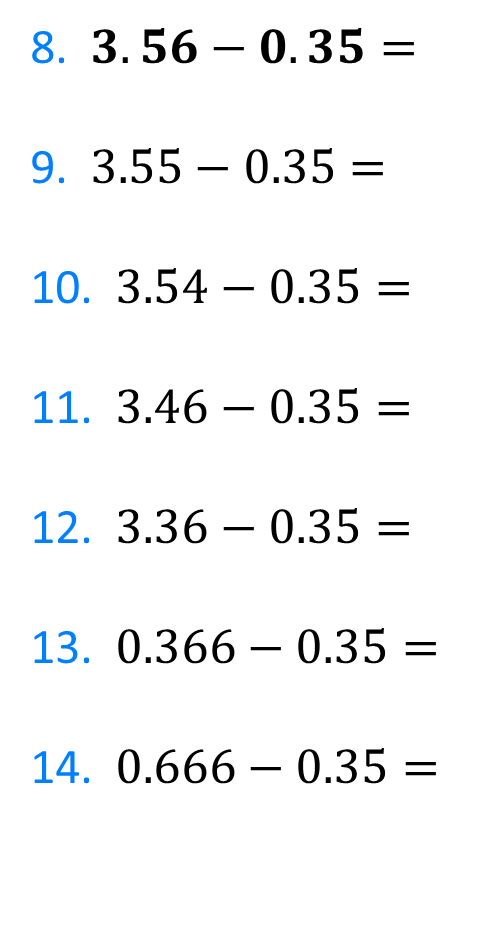 8. 3.56 − 0.35 =
9. 3.55 − 0.35 =
10. 3.54 − 0.35 =
11. 3.46 − 0.35 =
12. 3.36 − 0.35 =
13. 0.366 − 0.35 =
14. 0.666 − 0.35 =